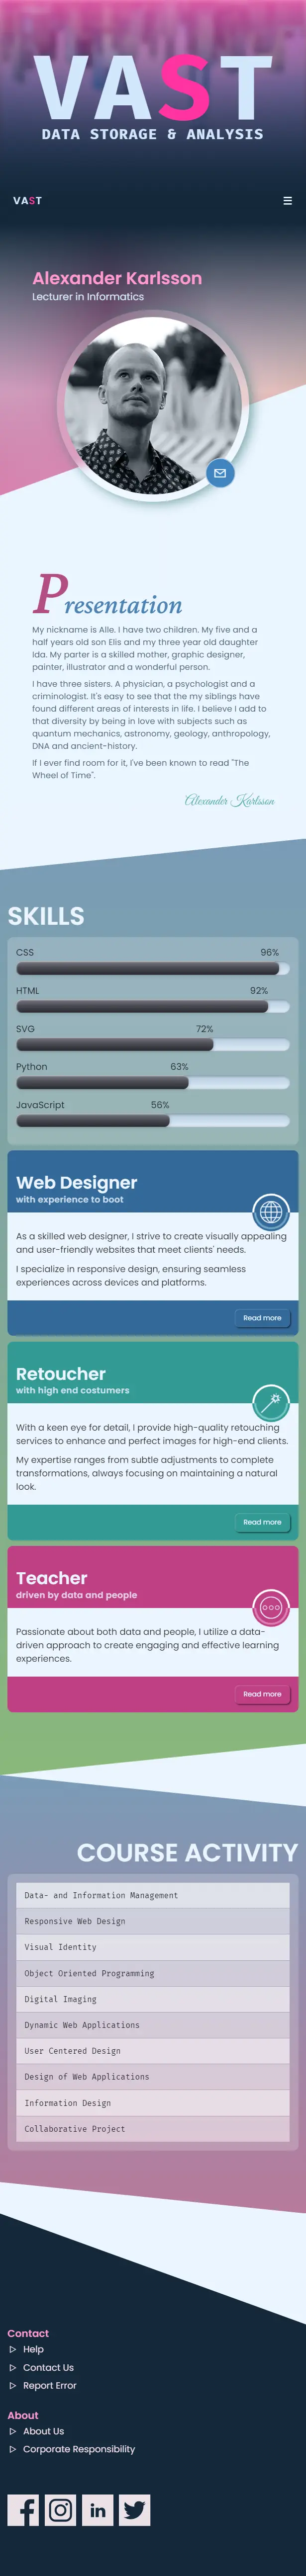 VAST
DATA STORAGE & ANALYSIS
VAST
Alexander Karlsson
Lecturer in Informatics
Presentation
My nickname is Alle. I have two children. My five and a
half years old son Elis and my three year old daughter
Ida. My partner is a skilled mother, graphic designer,
painter, illustrator and a wonderful person.
I have three sisters. A physician, a psychologist and a
criminologist. It's easy to see that the my siblings have
found different areas of interests in life. I believe I add to
that diversity by being in love with subjects such as
quantum mechanics, astronomy, geology, anthropology,
DNA and ancient-history.
If I ever find room for it, I've been known to read "The
Wheel of Time".
Alexander Karlsson
SKILLS
CSS 96%
HTML 92%
SVG 72%
Python 63%
JavaScript 56%
Web Designer
with experience to boot
As a skilled web designer, I strive to create visually appealing
and user-friendly websites that meet clients' needs.
I specialize in responsive design, ensuring seamless
experiences across devices and platforms.
Read more
Retoucher
with high end costumers
With a keen eye for detail, I provide high-quality retouching
services to enhance and perfect images for high-end clients.
My expertise ranges from subtle adjustments to complete
transformations, always focusing on maintaining a natural
look.
Read more
Teacher
driven by data and people
Passionate about both data and people, I utilize a data-
driven approach to create engaging and effective learning
experiences.
Read more
COURSE ACTIVITY
Data- and Information Management
Responsive Web Design
Visual Identity
Object Oriented Programming
Digital Imaging
Dynamic Web Applications
User Centered Design
Design of Web Applications
Information Design
Collaborative Project
Contact
Help
Contact Us
Report Error
About
About Us
Corporate Responsibility
in